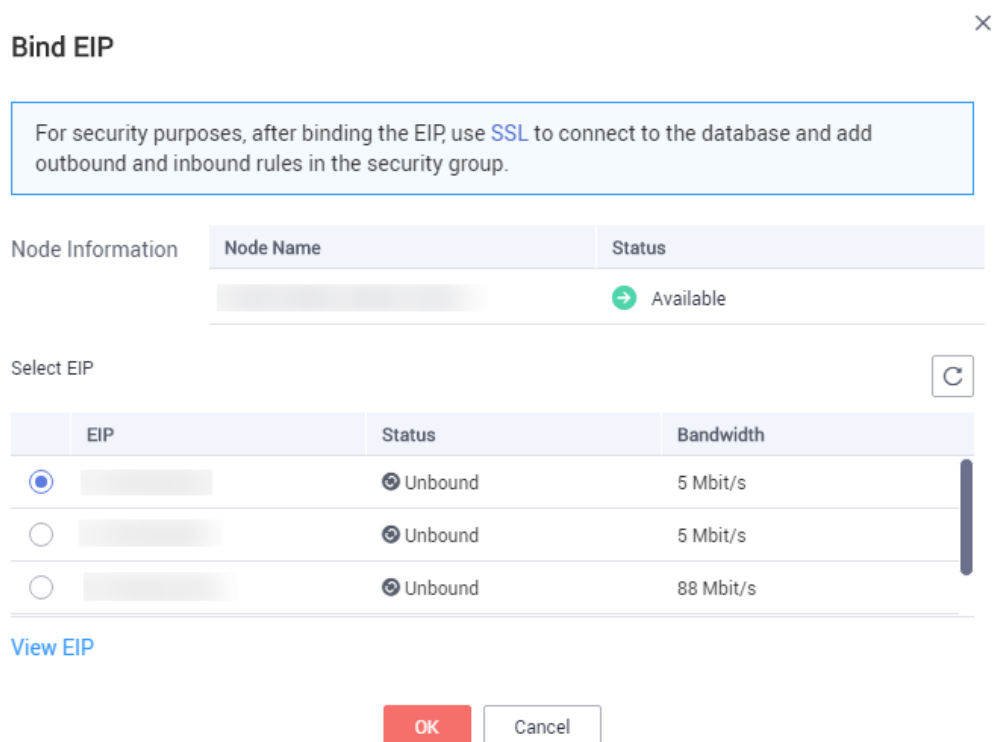 Bind EIP
For security purposes, after binding the EIP, use SSL to connect to the database and add
outbound and inbound rules in the security group.
Node Information
Node Name Status
Available
Select EIP
EIP Status Bandwidth
Unbound 5 Mbit/s
Unbound 5 Mbit/s
Unbound 88 Mbit/s
View EIP
OK Cancel